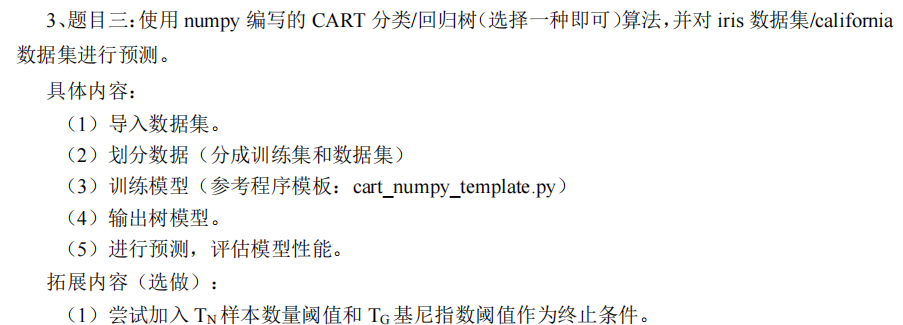 3、题目三:使用 numpy 编写的 CART 分类/回归树(选择一种即可)算法,并对 iris 数据集/california
数据集进行预测。
具体内容:
(1)导入数据集。
(2)划分数据(分成训练集和数据集)
(3)训练模型(参考程序模板:cart_numpy_template.py)
(4)输出树模型。
(5)进行预测,评估模型性能。
拓展内容(选做):
(1)尝试加入 TN 样本数量阈值和 TG 基尼指数阈值作为终止条件。